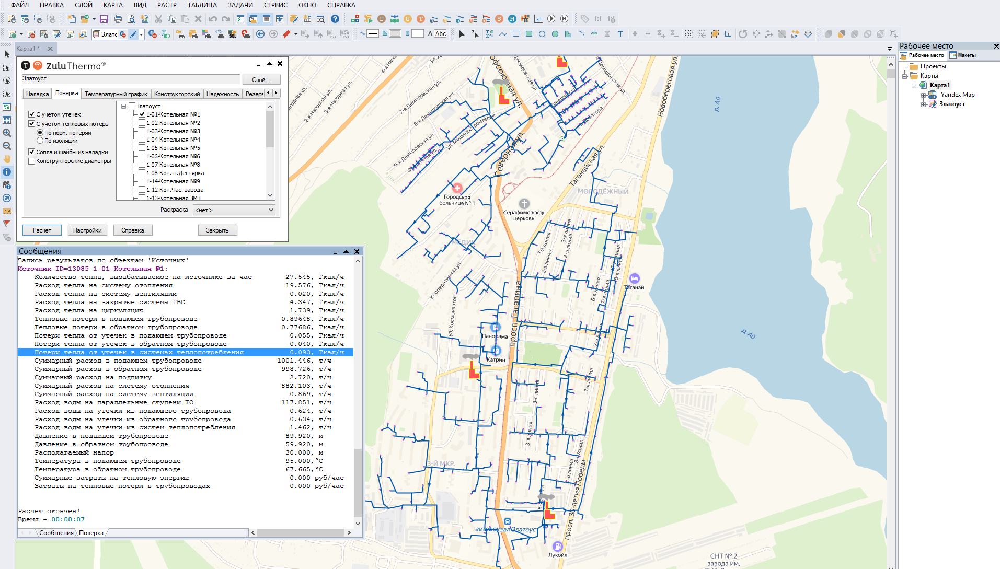 ФАЙЛ ПРАВКА СЛОЙ КАРТА ВИД РАСТР ТАБЛИЦА ЗАДАЧИ СЕРВИС ОКНО СПРАВКА
1:1
Злато
SQL
A Abc
Карта1 *
ZuluThermo®
Златоуст
Слой...
Наладка Поверка Температурный график Конструкторский Надежность Резерв
С учетом утечек
С учетом тепловых потерь
По норм. потерям
По изоляции
Сопла и шайбы из наладки
Конструкторские диаметры
Златоуст
1-01-Котельная №1
1-02-Котельная №2
1-03-Котельная №3
1-04-Котельная №4
1-05-Котельная №5
1-06-Котельная №6
1-07-Котельная №8
1-08-Кот. п.Дегтярка
1-14-Котельная №9
1-12-Кот.Час. завода
1-13-Котельная ЗМЗ
Раскраска <нет>
Расчет Настройки Справка Закрыть
Сообщения
Запись результатов по объектам 'Источник'
Источник ID=13085 1-01-Котельная №1:
Количество тепла, вырабатываемое на источнике за час 27.545, Гкал/ч
Расход тепла на систему отопления 19.576, Гкал/ч
Расход тепла на систему вентиляции 0.020, Гкал/ч
Расход тепла на закрытые системы ГВС 4.347, Гкал/ч
Расход тепла на циркуляцию 1.739, Гкал/ч
Тепловые потери в подающем трубопроводе 0.89648, Гкал/ч
Тепловые потери в обратном трубопроводе 0.77686, Гкал/ч
Потери тепла от утечек в подающем трубопроводе 0.055, Гкал/ч
Потери тепла от утечек в обратном трубопроводе 0.040, Гкал/ч
Потери тепла от утечек в системах теплопотребления 0.093, Гкал/ч
Суммарный расход в подающем трубопроводе 1001.446, т/ч
Суммарный расход в обратном трубопроводе 998.726, т/ч
Суммарный расход на подпитку 2.720, т/ч
Суммарный расход на систему отопления 882.103, т/ч
Суммарный расход на систему вентиляции 0.869, т/ч
Расход воды на параллельные ступени ТО 117.851, т/ч
Расход воды на утечки из подающего трубопровода 0.624, т/ч
Расход воды на утечки из обратного трубопровода 0.634, т/ч
Расход воды на утечки из систем теплопотребления 1.462, т/ч
Давление в подающем трубопроводе 89.920, м
Давление в обратном трубопроводе 59.920, м
Располагаемый напор 30.000, м
Температура в подающем трубопроводе 95.000,°C
Температура в обратном трубопроводе 67.665,°C
Суммарные затраты на тепловую энергию 0.000 руб/час
Затраты на тепловые потери в трубопроводах 0.000 руб/час
Расчет окончен!
Время - 00:00:07
Сообщения Поверка
Рабочее место
Рабочее место Макеты
Проекты
Карты
Карта1
Yandex Map
Златоуст
4-я Нагорная
2-я Нагорная ул.
3-я Нагорная ул.
7-я Демидовская ул.
8-я Демидовская ул.
9-я Демидовская ул.
ул. Машиностроителей
Северная ул.
ул. Доватора
Новобереговая ул.
р. Ай
Таганайская ул.
МОЛОДЁЖНЫЙ
Городская
больница № 1
Серафимовская
церковь
1-я линия
2-я линия
3-я линия
4-я линия
Кооперативная ул.
ул. Космонавтов
просп. Гагарина
6-я линия
7-я линия
7-я линия
8-я линия
Таганай
Панорама
Катрин
7-я линия
р. Ай
7-я линия
3-я линия
3-я линия
8-я линия
7-я линия
3-Й МКР.
просп. 30-летия Победы
автовокзал Златоуст
Лукойл
СНТ № 2
завода им.